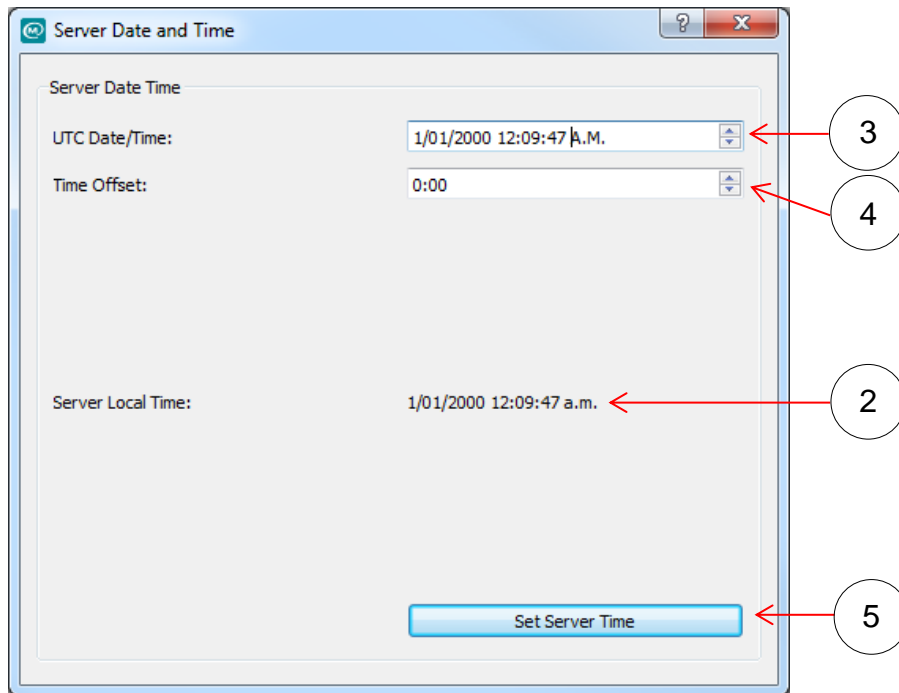 Server Date and Time
Server Date Time
UTC Date/Time: 1/01/2000 12:09:47 A.M. 3
Time Offset: 0:00 4
Server Local Time: 1/01/2000 12:09:47 a.m. 2
Set Server Time 5